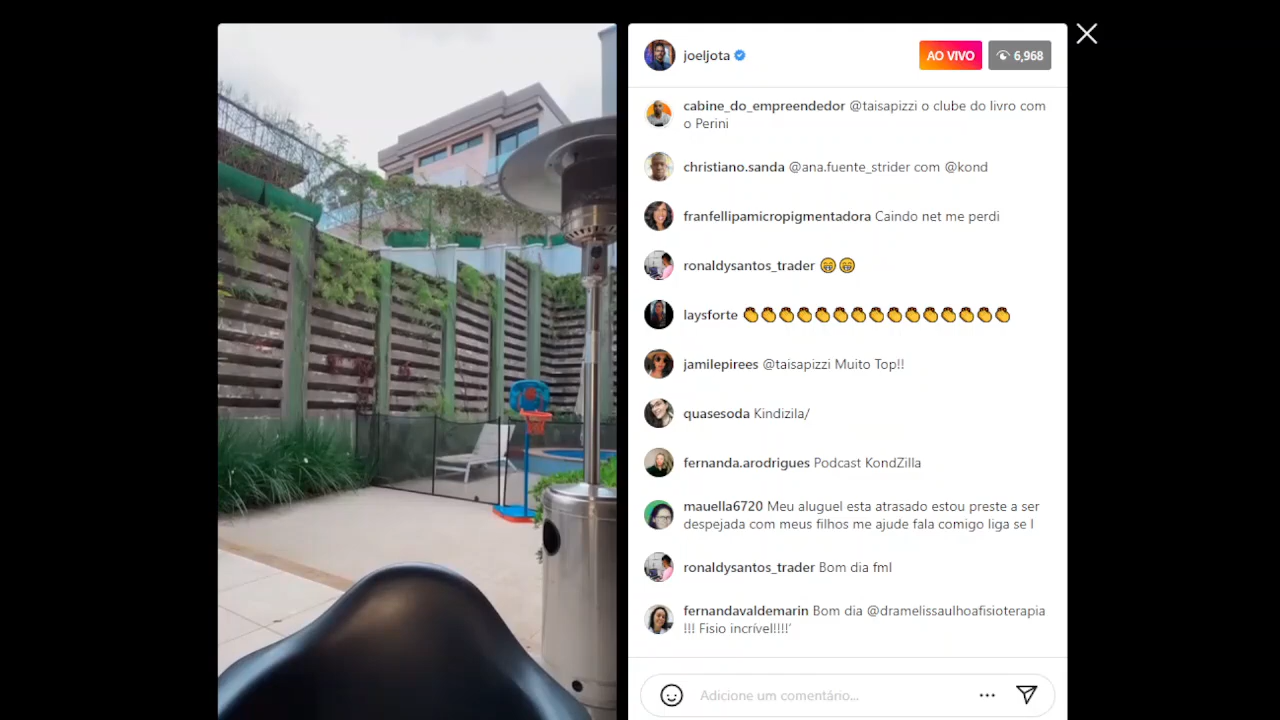 joeljota
AO VIVO
6,968
cabine_do_empreendedor @taisapizzi o clube do livro com
o Perini
christiano.sanda @ana.fuente_strider com @kond
franfellipamicropigmentadora Caindo net me perdi
ronaldysantos_trader 😁😁
laysforte 👏👏👏👏👏👏👏👏👏👏👏👏👏👏👏
jamilepirees @taisapizzi Muito Top!!
quasesoda Kindizila/
fernanda.arodrigues Podcast KondZilla
mauella6720 Meu aluguel esta atrasado estou preste a ser
despejada com meus filhos me ajude fala comigo liga se I
ronaldysantos_trader Bom dia fml
fernandavaldemarin Bom dia @dramelissaulhoafisioterapia
!!! Fisio incrível!!!!’
Adicione um comentário...